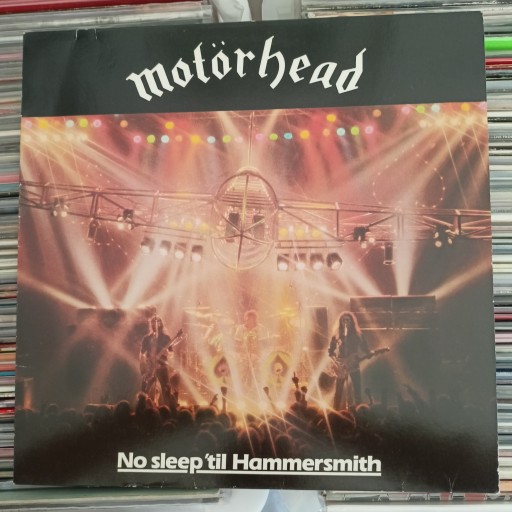 motörhead
No sleep 'til Hammersmith